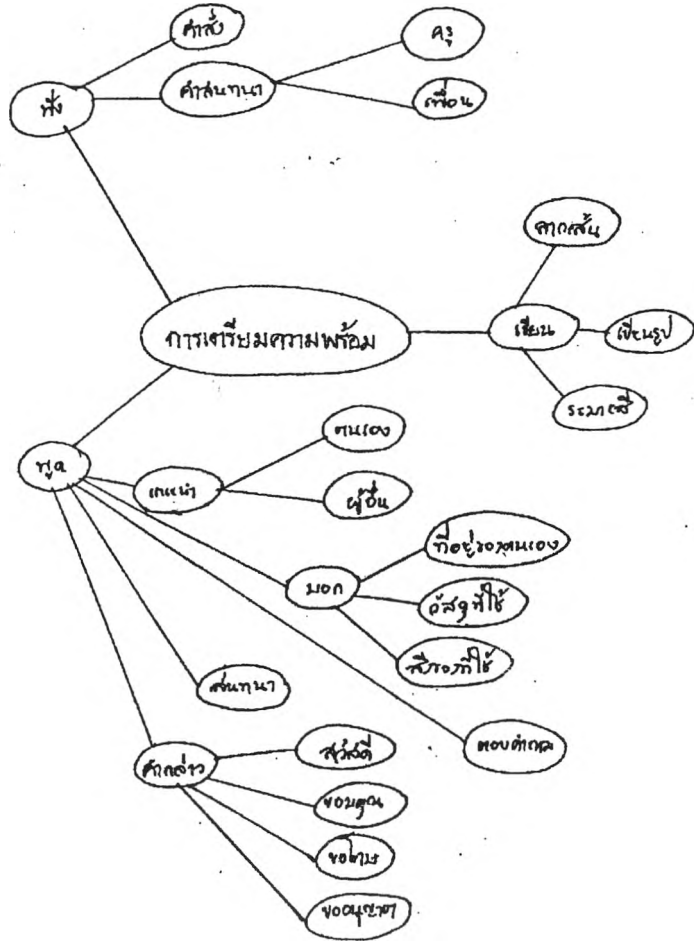 คำสั่ง
ครู
ฟัง
คำสนทนา
เพื่อน
ลากเส้น
การเตรียมความพร้อม
เขียน
เขียนรูป
ระบายสี
ตนเอง
พูด
แนะนำ
ผู้อื่น
ที่อยู่ของตนเอง
บอก
วัสดุที่ใช้
สิ่งของที่ใช้
สนทนา
ตอบคำถาม
สวัสดี
คำกล่าว
ขอบคุณ
ขอโทษ
ขออนุญาต